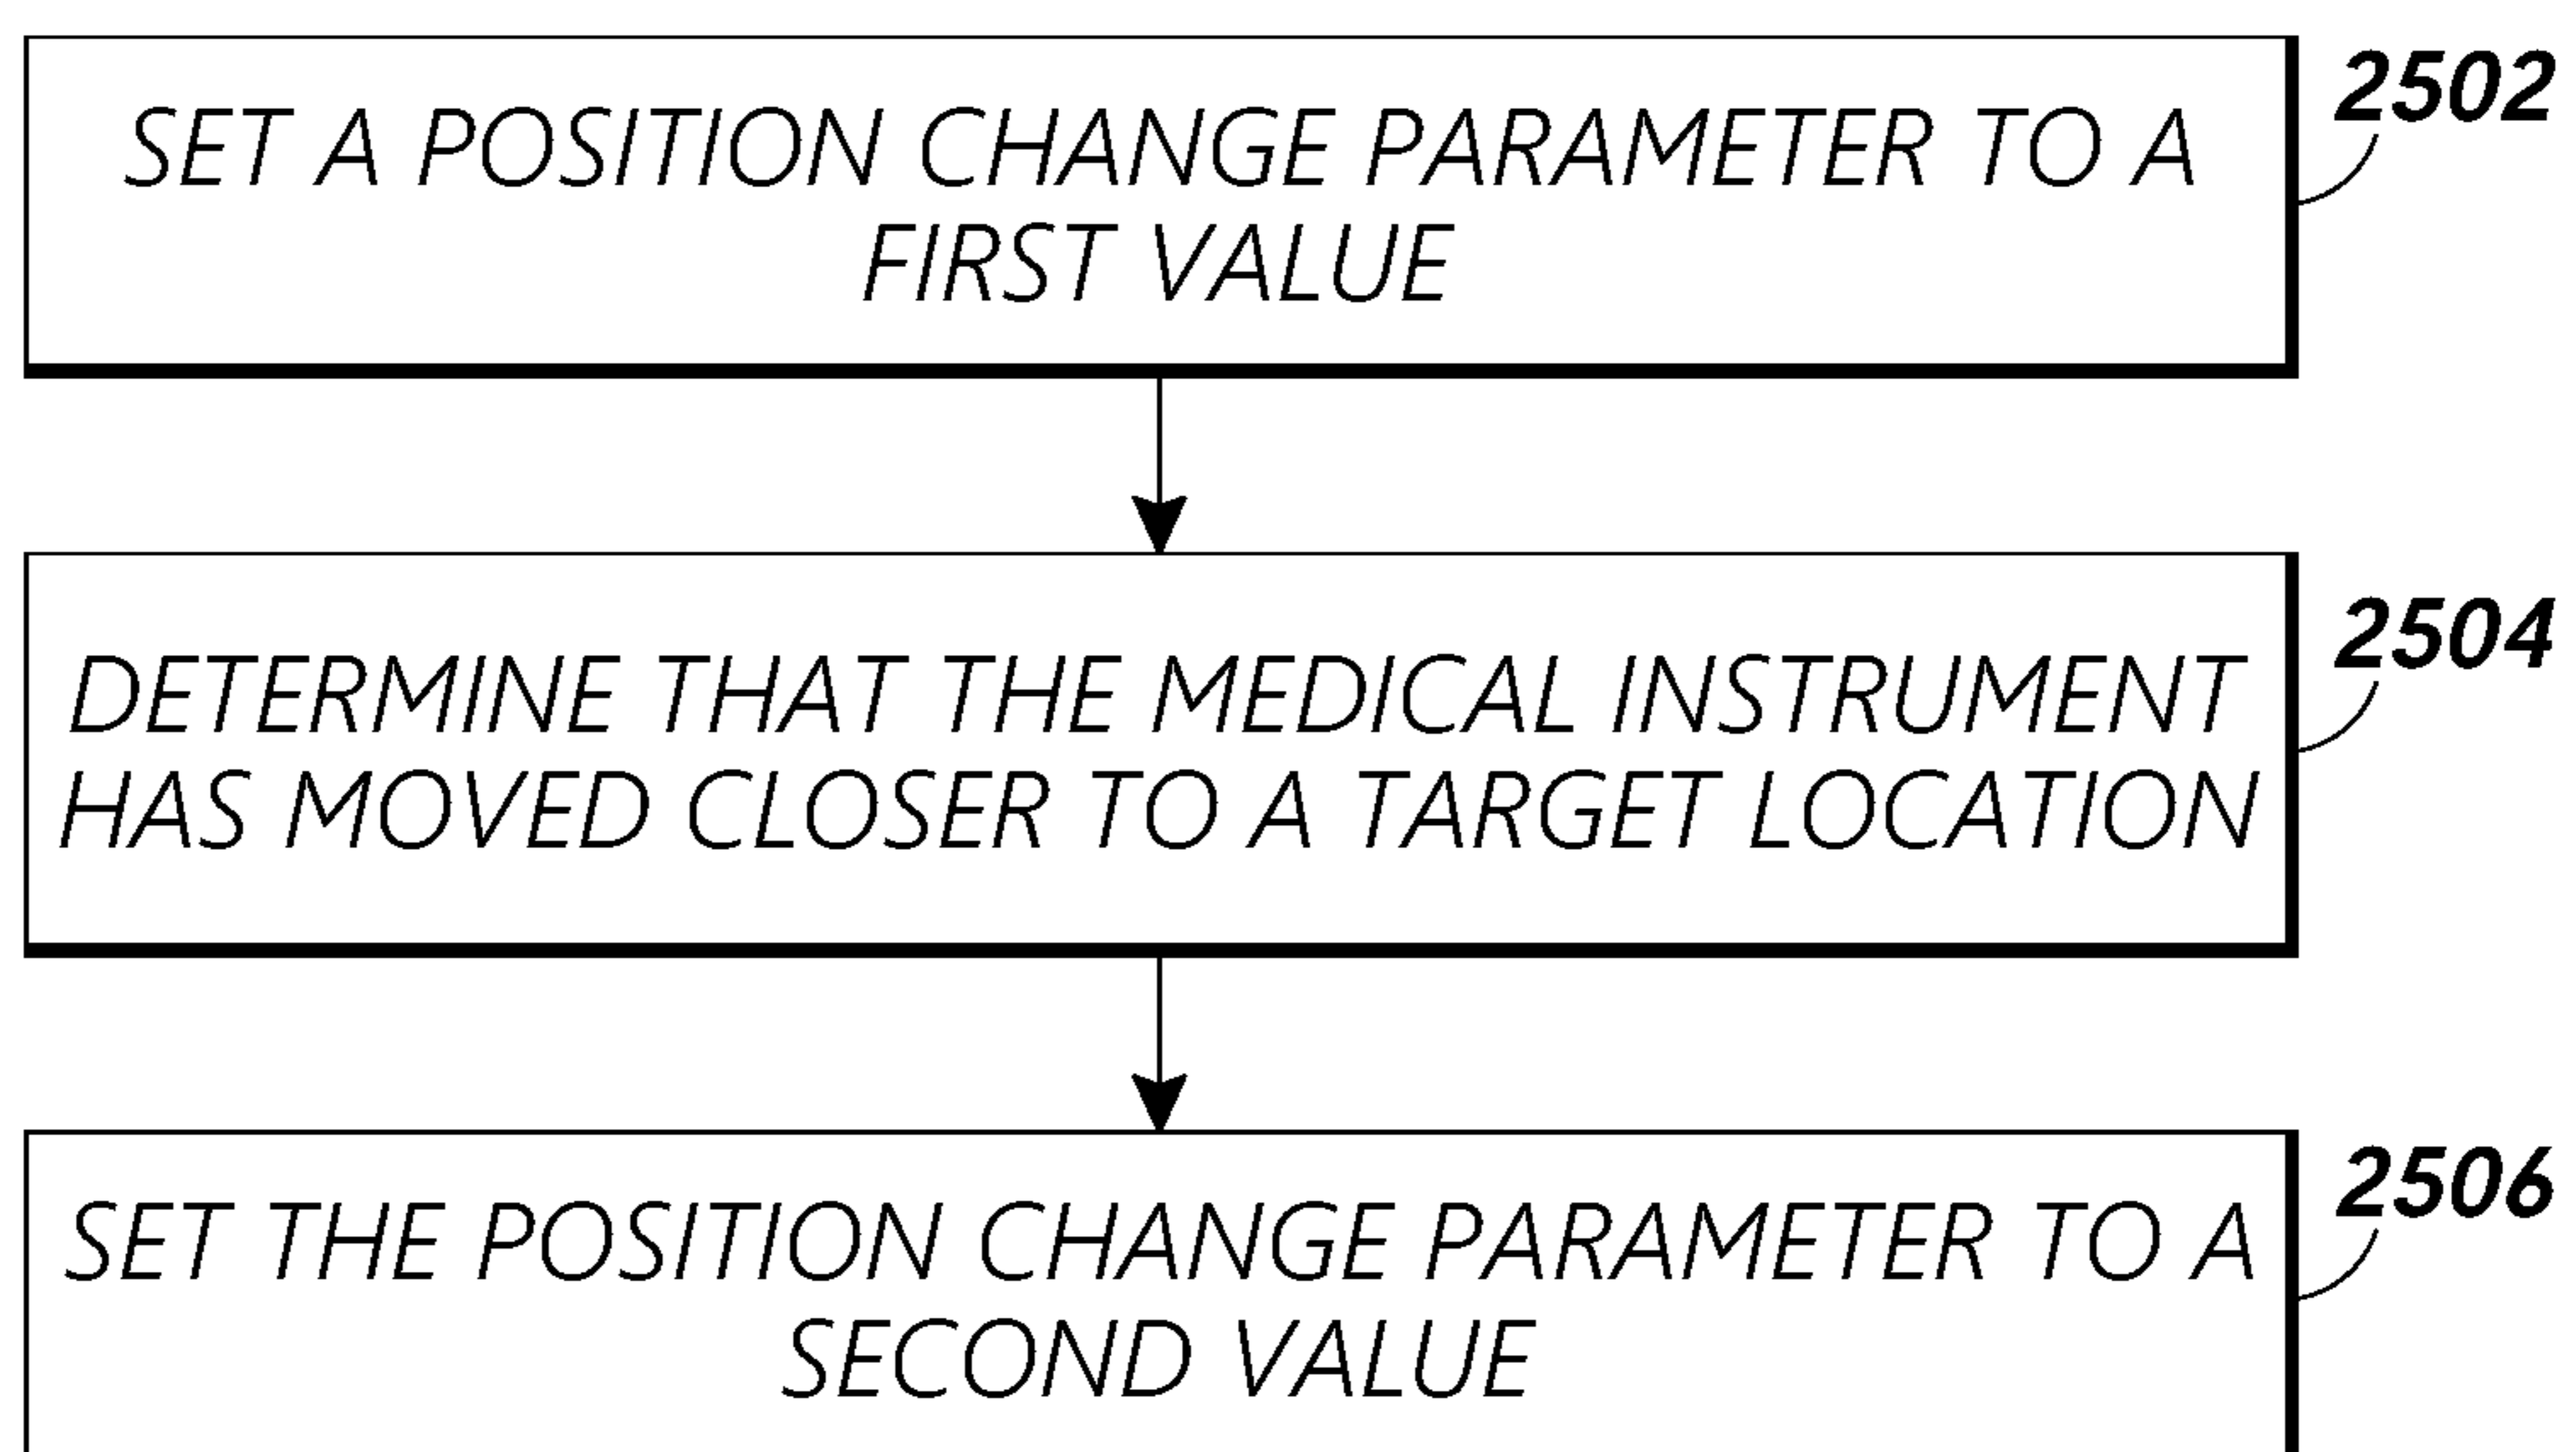 SET A POSITION CHANGE PARAMETER TO A
FIRST VALUE
2502
DETERMINE THAT THE MEDICAL INSTRUMENT
HAS MOVED CLOSER TO A TARGET LOCATION
2504
SET THE POSITION CHANGE PARAMETER TO A
SECOND VALUE
2506